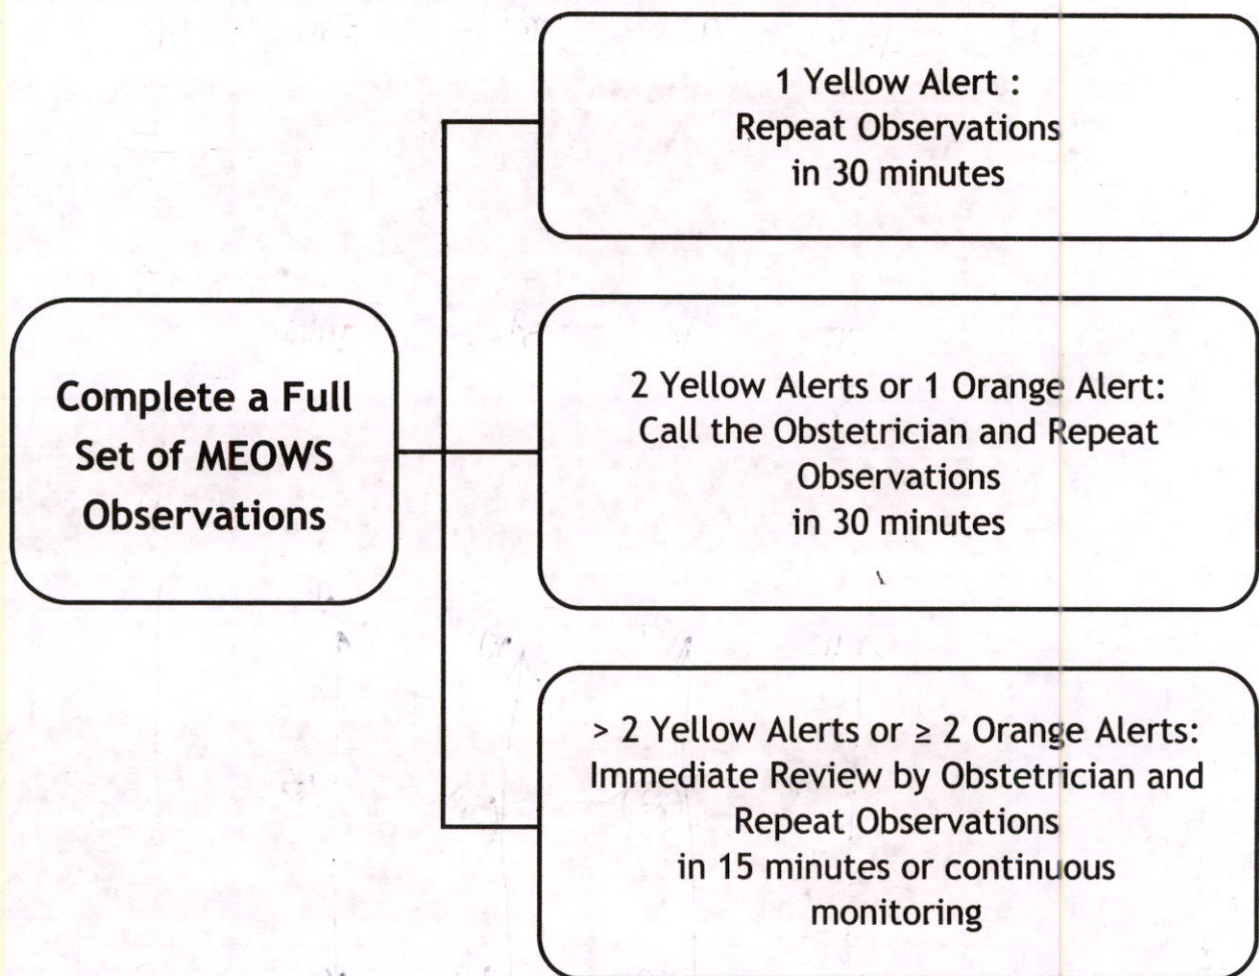 Complete a Full
Set of MEOWS
Observations
1 Yellow Alert :
Repeat Observations
in 30 minutes
2 Yellow Alerts or 1 Orange Alert:
Call the Obstetrician and Repeat
Observations
in 30 minutes
> 2 Yellow Alerts or ≥ 2 Orange Alerts:
Immediate Review by Obstetrician and
Repeat Observations
in 15 minutes or continuous
monitoring